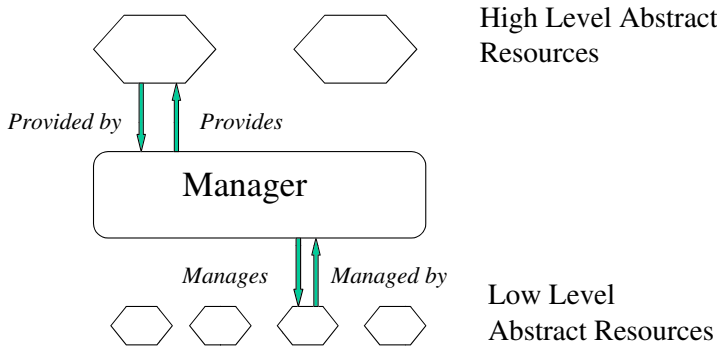 High Level Abstract
Resources
Provided by
Provides
Manager
Manages
Managed by
Low Level
Abstract Resources